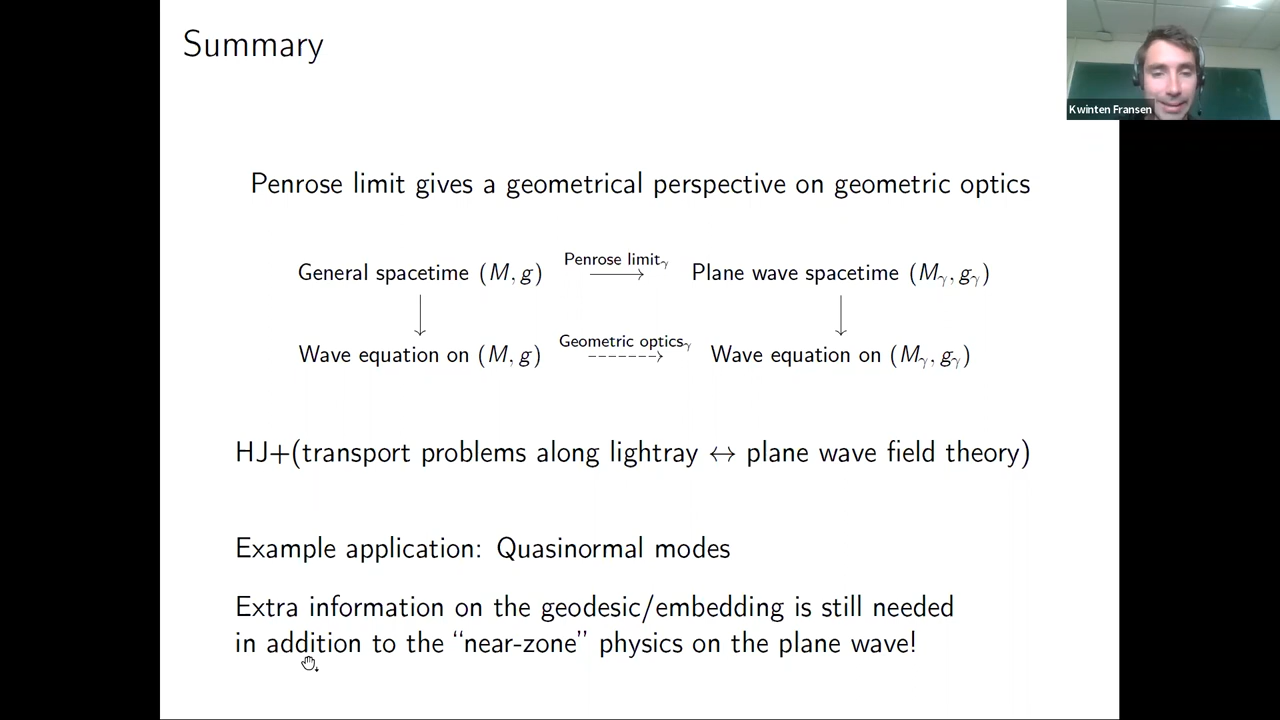 Summary
Kwinten Fransen
Penrose limit gives a geometrical perspective on geometric optics
General spacetime (M, g) Penrose limitγ Plane wave spacetime (Mγ, gγ)
Wave equation on (M, g) Geometric opticsγ Wave equation on (Mγ, gγ)
HJ+(transport problems along lightray ↔ plane wave field theory)
Example application: Quasinormal modes
Extra information on the geodesic/embedding is still needed
in addition to the “near-zone” physics on the plane wave!